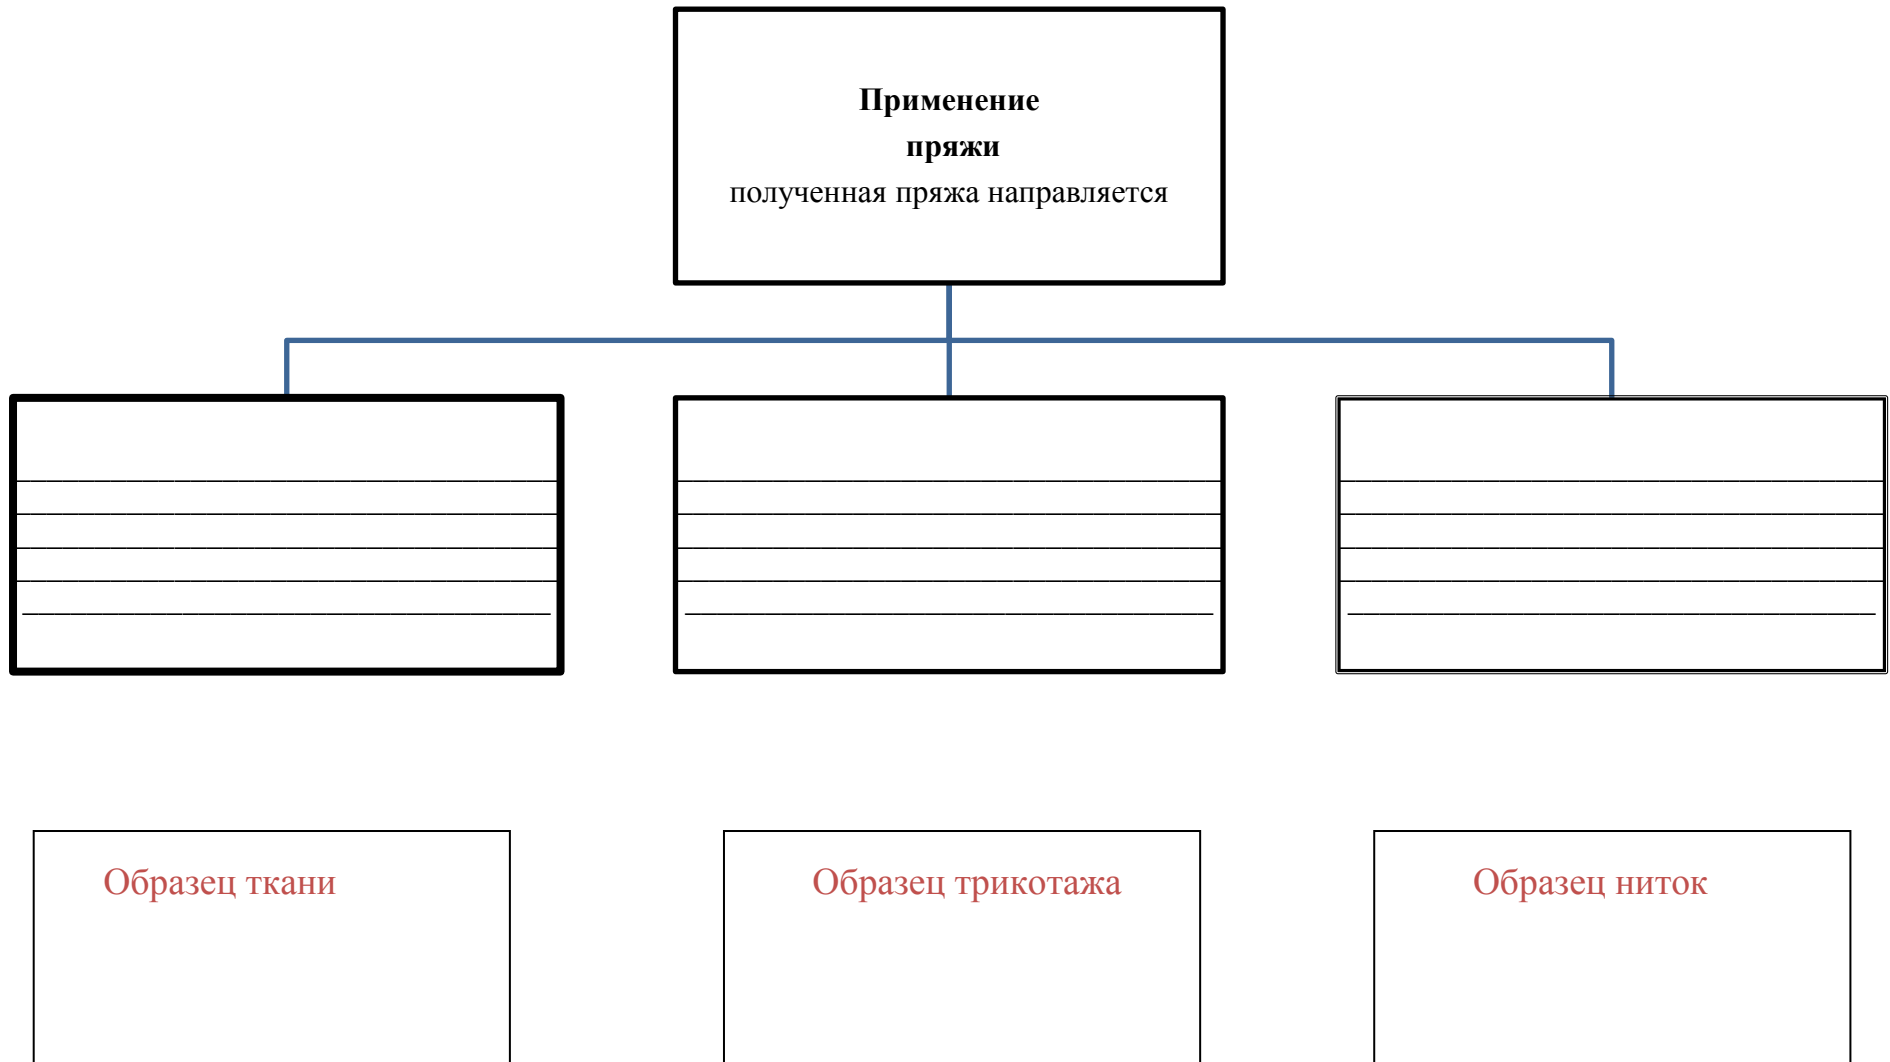 Применение
пряжи
полученная пряжа направляется
Образец ткани
Образец трикотажа
Образец ниток